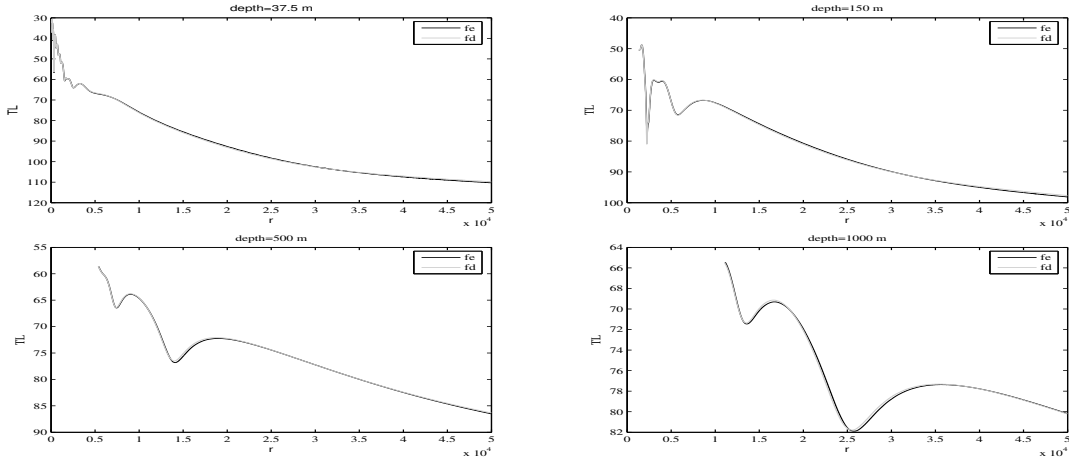 depth=37.5 m
30
40
50
60
70
80
90
100
110
120
TL
fe
fd
0 0.5 1 1.5 2 2.5 3 3.5 4 4.5 5
r
x 10^4
depth=150 m
40
50
60
70
80
90
100
TL
fe
fd
0 0.5 1 1.5 2 2.5 3 3.5 4 4.5 5
r
x 10^4
depth=500 m
55
60
65
70
75
80
85
90
TL
fe
fd
0 0.5 1 1.5 2 2.5 3 3.5 4 4.5 5
r
x 10^4
depth=1000 m
64
66
68
70
72
74
76
78
80
82
TL
fe
fd
0 0.5 1 1.5 2 2.5 3 3.5 4 4.5 5
r
x 10^4